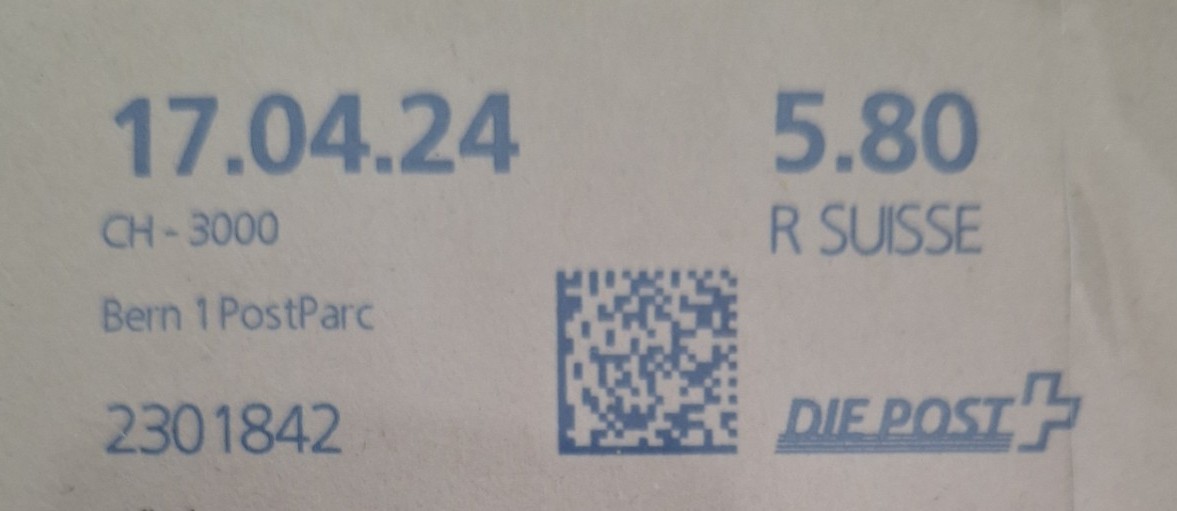 17.04.24
CH - 3000
Bern 1 PostParc
2301842
5.80
R SUISSE
DIE POST